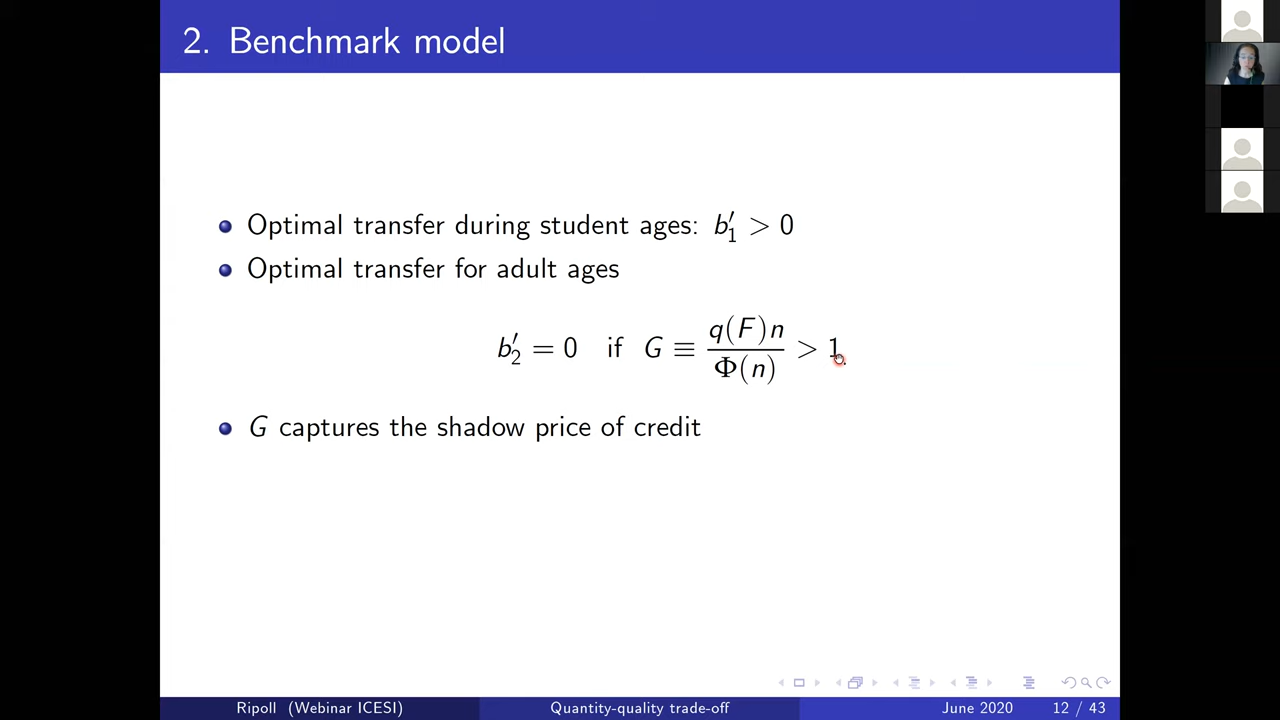 2. Benchmark model
Optimal transfer during student ages: b′₁ > 0
Optimal transfer for adult ages
b′₂ = 0 if G ≡ q(F)n / Φ(n) > 1.
G captures the shadow price of credit
Ripoll (Webinar ICESI) Quantity-quality trade-off June 2020 12 / 43